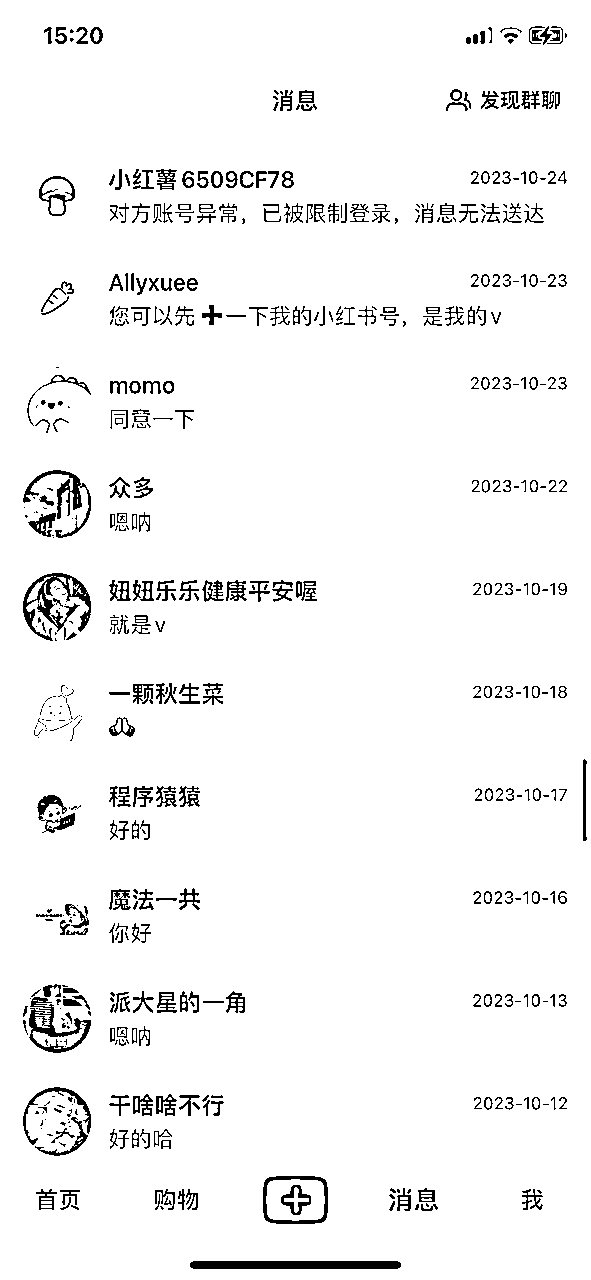 15:20
消息
发现群聊
小红薯6509CF78
2023-10-24
对方账号异常，已被限制登录，消息无法送达
Allyxuee
2023-10-23
您可以先➕一下我的小红书号，是我的v
momo
2023-10-23
同意一下
众多
2023-10-22
嗯呐
妞妞乐乐健康平安喔
2023-10-19
就是v
一颗秋生菜
2023-10-18
🙏
程序猿猿
2023-10-17
好的
魔法一共
2023-10-16
你好
派大星的一角
2023-10-13
嗯呐
干啥啥不行
2023-10-12
好的哈
首页
购物
消息
我